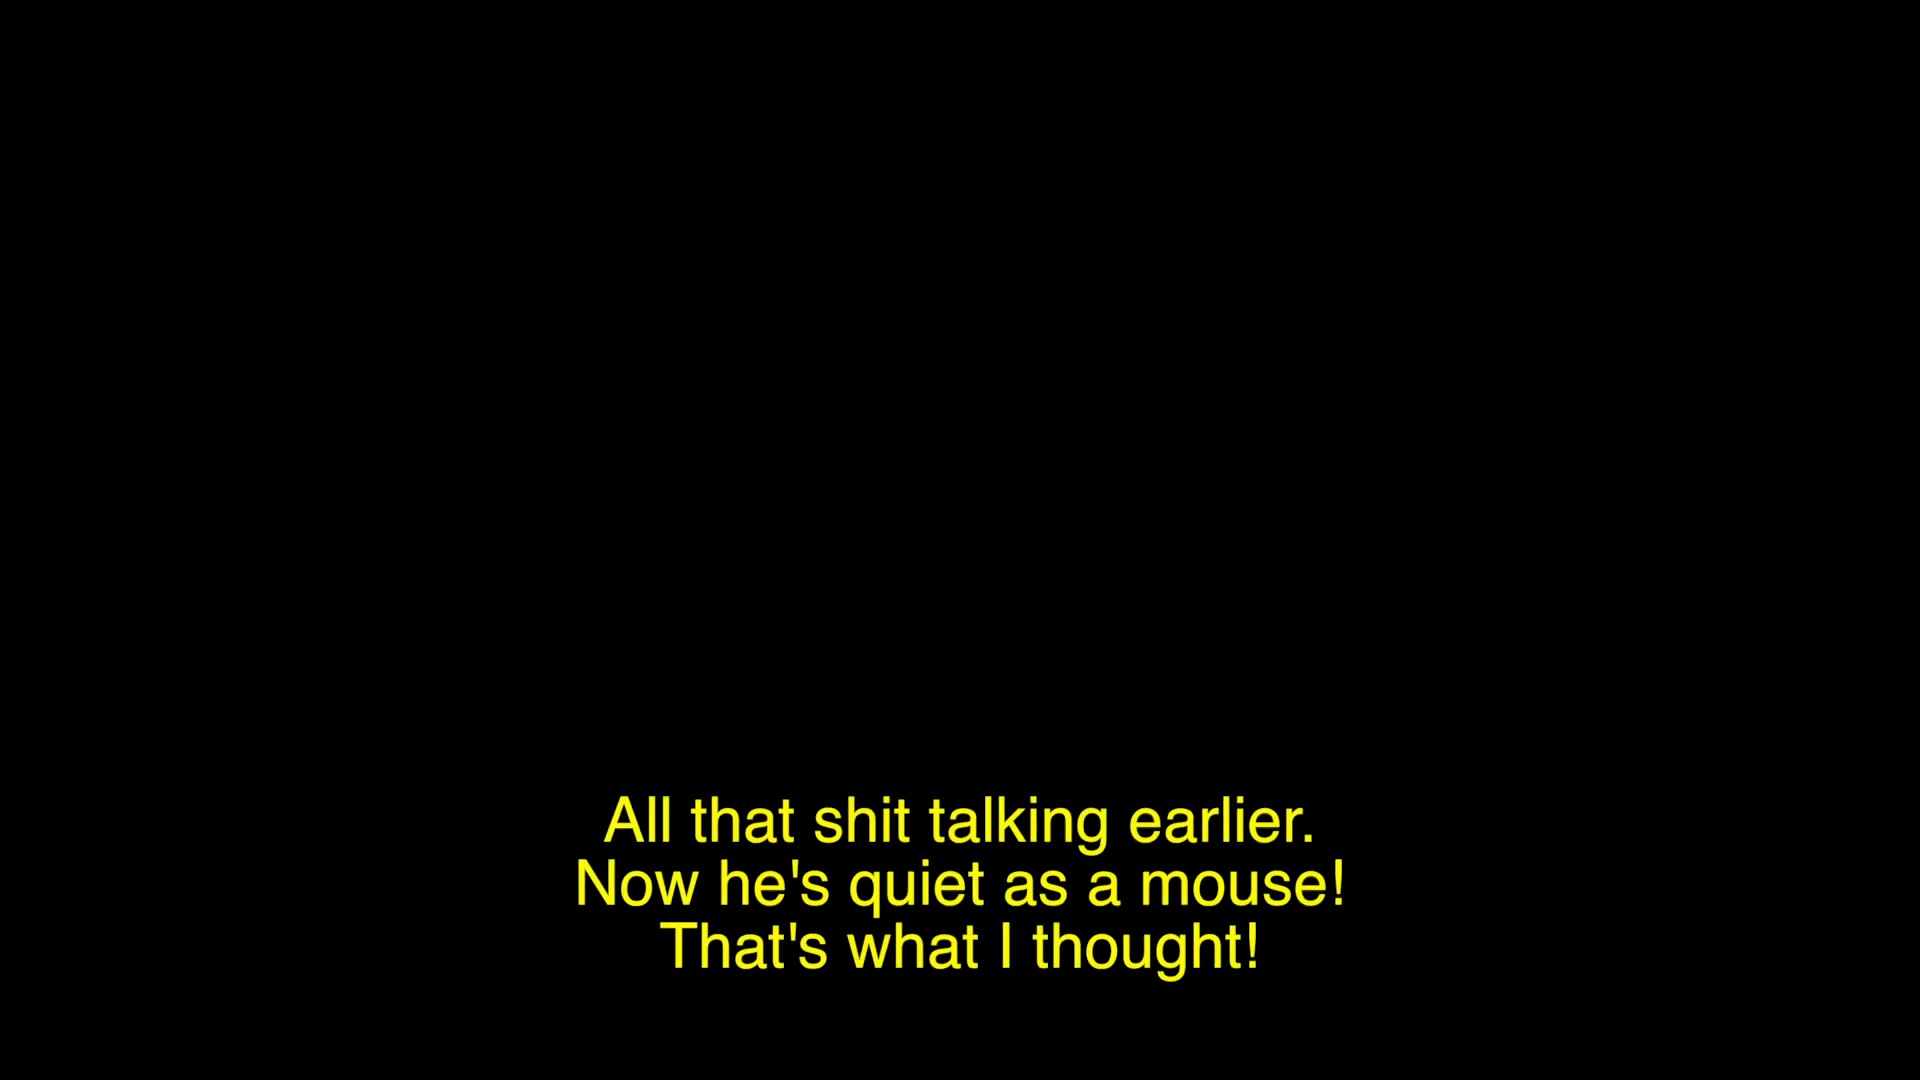 All that shit talking earlier.
Now he's quiet as a mouse!
That's what I thought!